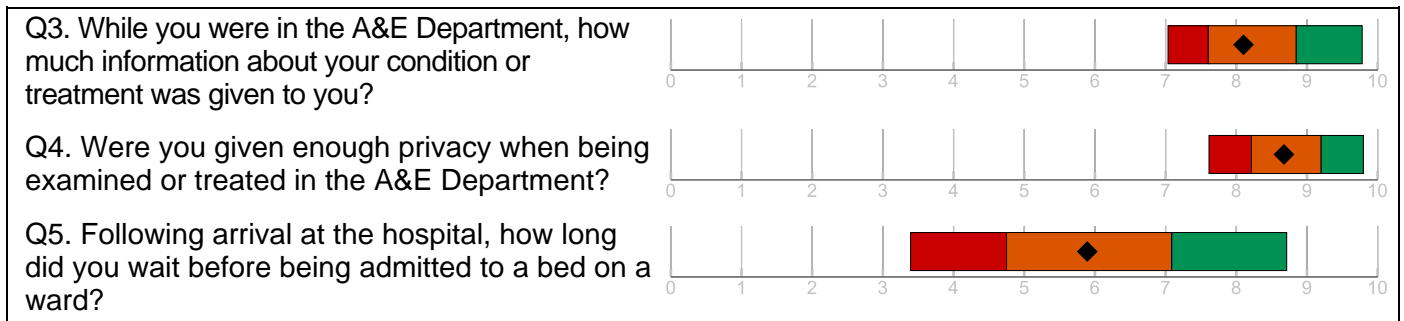 Q3. While you were in the A&E Department, how
much information about your condition or
treatment was given to you?
0 1 2 3 4 5 6 7 8 9 10
Q4. Were you given enough privacy when being
examined or treated in the A&E Department?
0 1 2 3 4 5 6 7 8 9 10
Q5. Following arrival at the hospital, how long
did you wait before being admitted to a bed on a
ward?
0 1 2 3 4 5 6 7 8 9 10